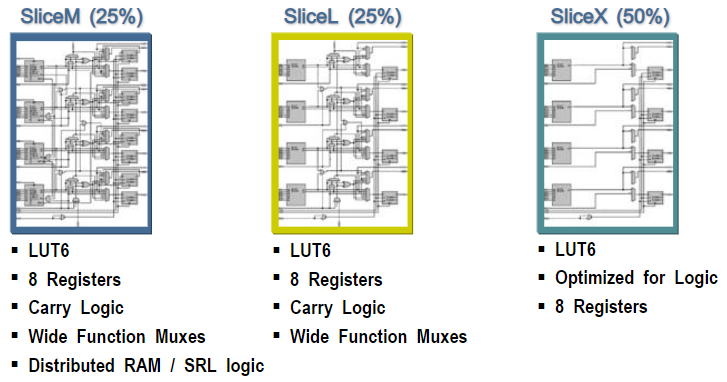 SliceM (25%)
LUT6
8 Registers
Carry Logic
Wide Function Muxes
Distributed RAM / SRL logic
SliceL (25%)
LUT6
8 Registers
Carry Logic
Wide Function Muxes
SliceX (50%)
LUT6
Optimized for Logic
8 Registers